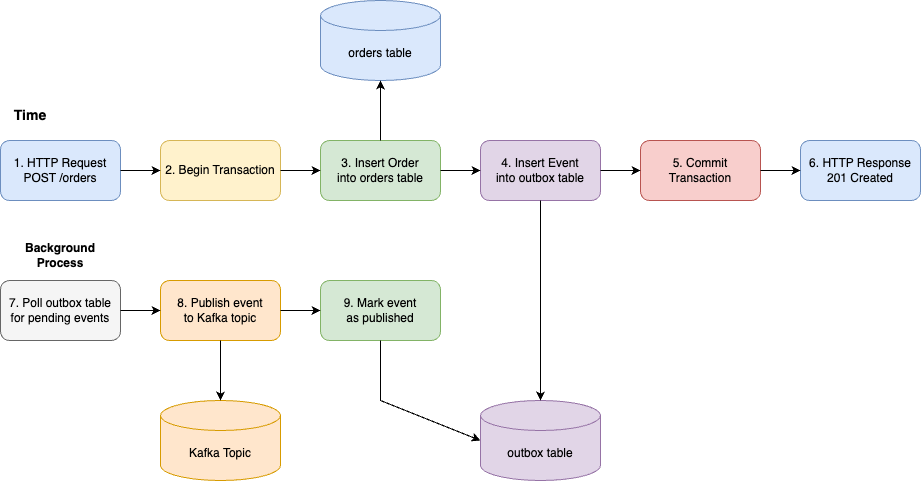 orders table
Time
1. HTTP Request
POST /orders
2. Begin Transaction
3. Insert Order
into orders table
4. Insert Event
into outbox table
5. Commit
Transaction
6. HTTP Response
201 Created
Background
Process
7. Poll outbox table
for pending events
8. Publish event
to Kafka topic
9. Mark event
as published
Kafka Topic
outbox table